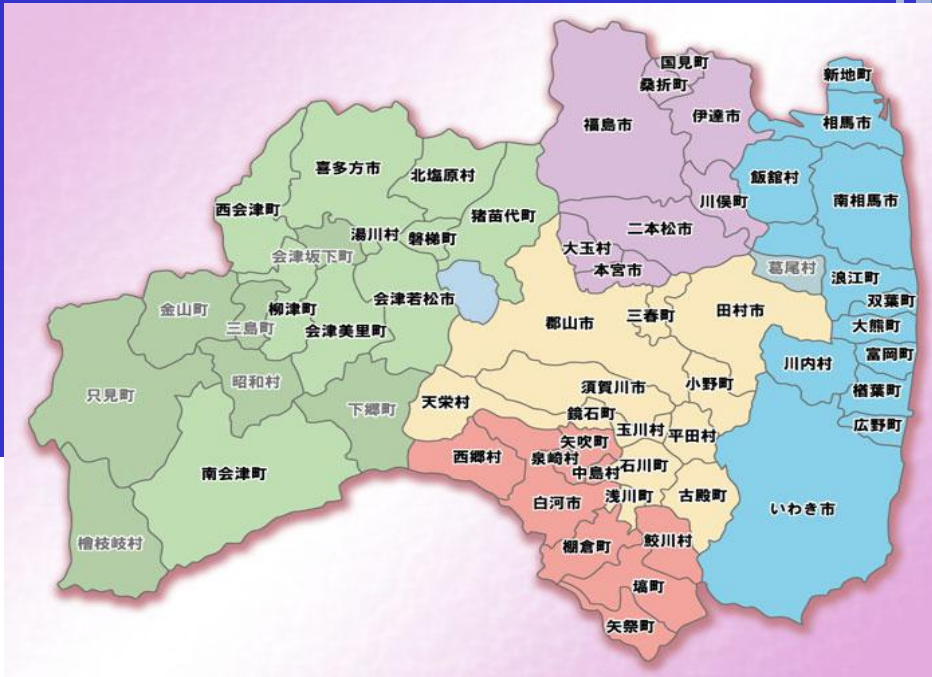 国見町
桑折町
新地町
福島市
伊達市
相馬市
喜多方市
北塩原村
飯舘村
南相馬市
西会津町
猪苗代町
川俣町
湯川村
磐梯町
二本松市
会津坂下町
大玉村
本宮市
葛尾村
浪江町
金山町
柳津町
会津若松市
双葉町
三島町
会津美里町
郡山市
三春町
田村市
大熊町
川内村
富岡町
只見町
昭和村
須賀川市
小野町
楢葉町
下郷町
天栄村
鏡石町
玉川村
平田村
広野町
南会津町
西郷村
矢吹町
泉崎村
中島村
石川町
白河市
浅川町
古殿町
いわき市
檜枝岐村
棚倉町
鮫川村
塙町
矢祭町